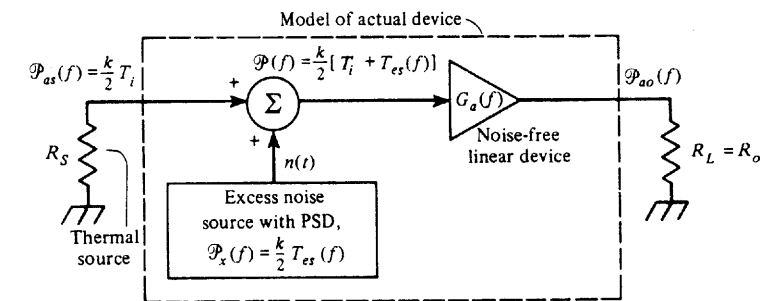 Model of actual device
𝒫as(f) = k/2 Ti
𝒫(f) = k/2 [Ti + Tes(f)]
𝒫ao(f)
+
Σ
+
Ga(f)
Noise-free
linear device
RS
n(t)
RL = Ro
Thermal
source
Excess noise
source with PSD,
𝒫x(f) = k/2 Tes(f)